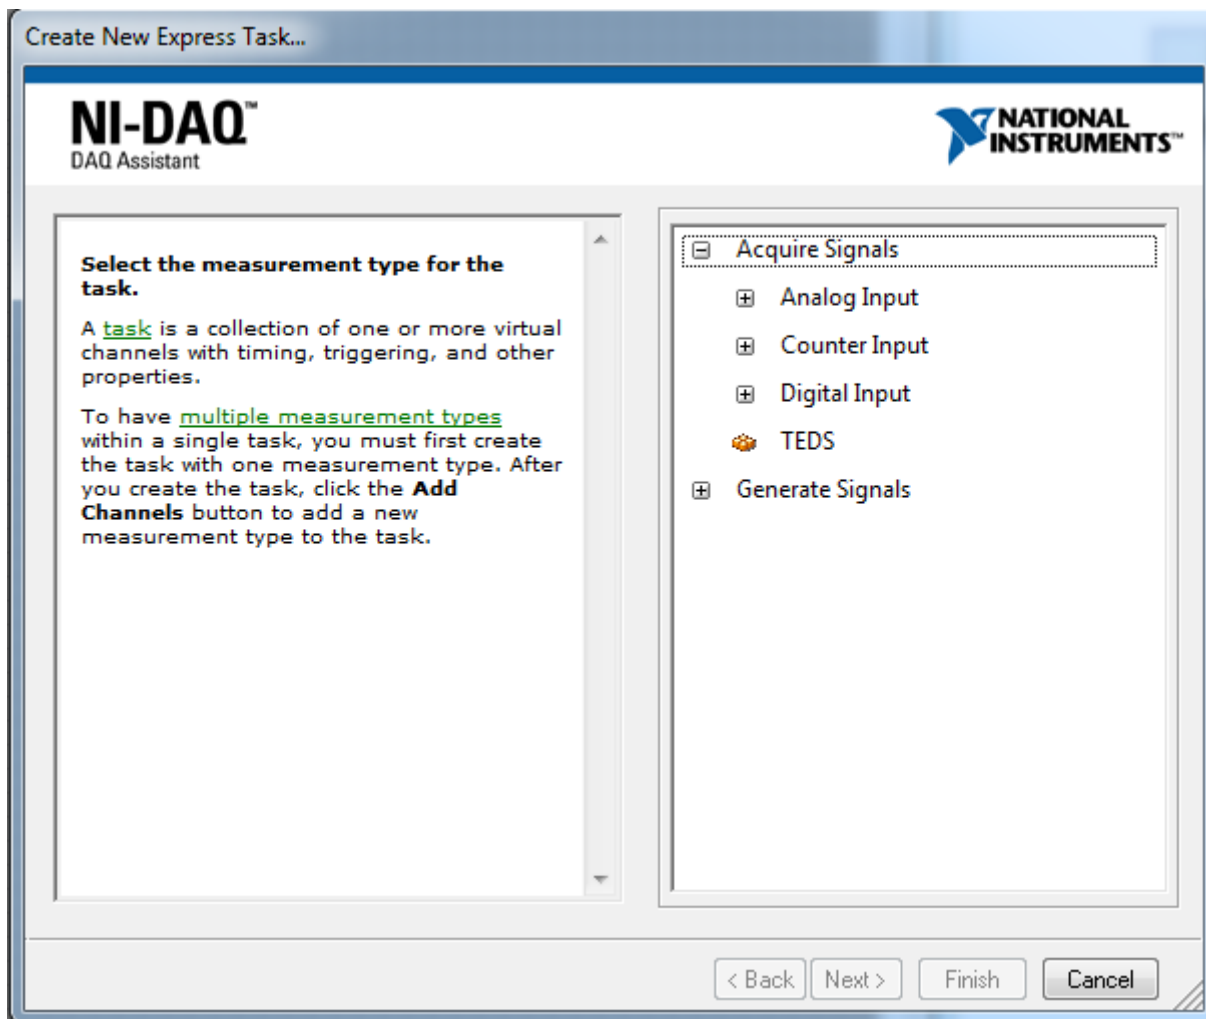 Create New Express Task...
NI-DAQ™
DAQ Assistant
NATIONAL
INSTRUMENTS™
Select the measurement type for the
task.
A task is a collection of one or more virtual
channels with timing, triggering, and other
properties.
To have multiple measurement types
within a single task, you must first create
the task with one measurement type. After
you create the task, click the Add
Channels button to add a new
measurement type to the task.
Acquire Signals
Analog Input
Counter Input
Digital Input
TEDS
Generate Signals
< Back
Next >
Finish
Cancel